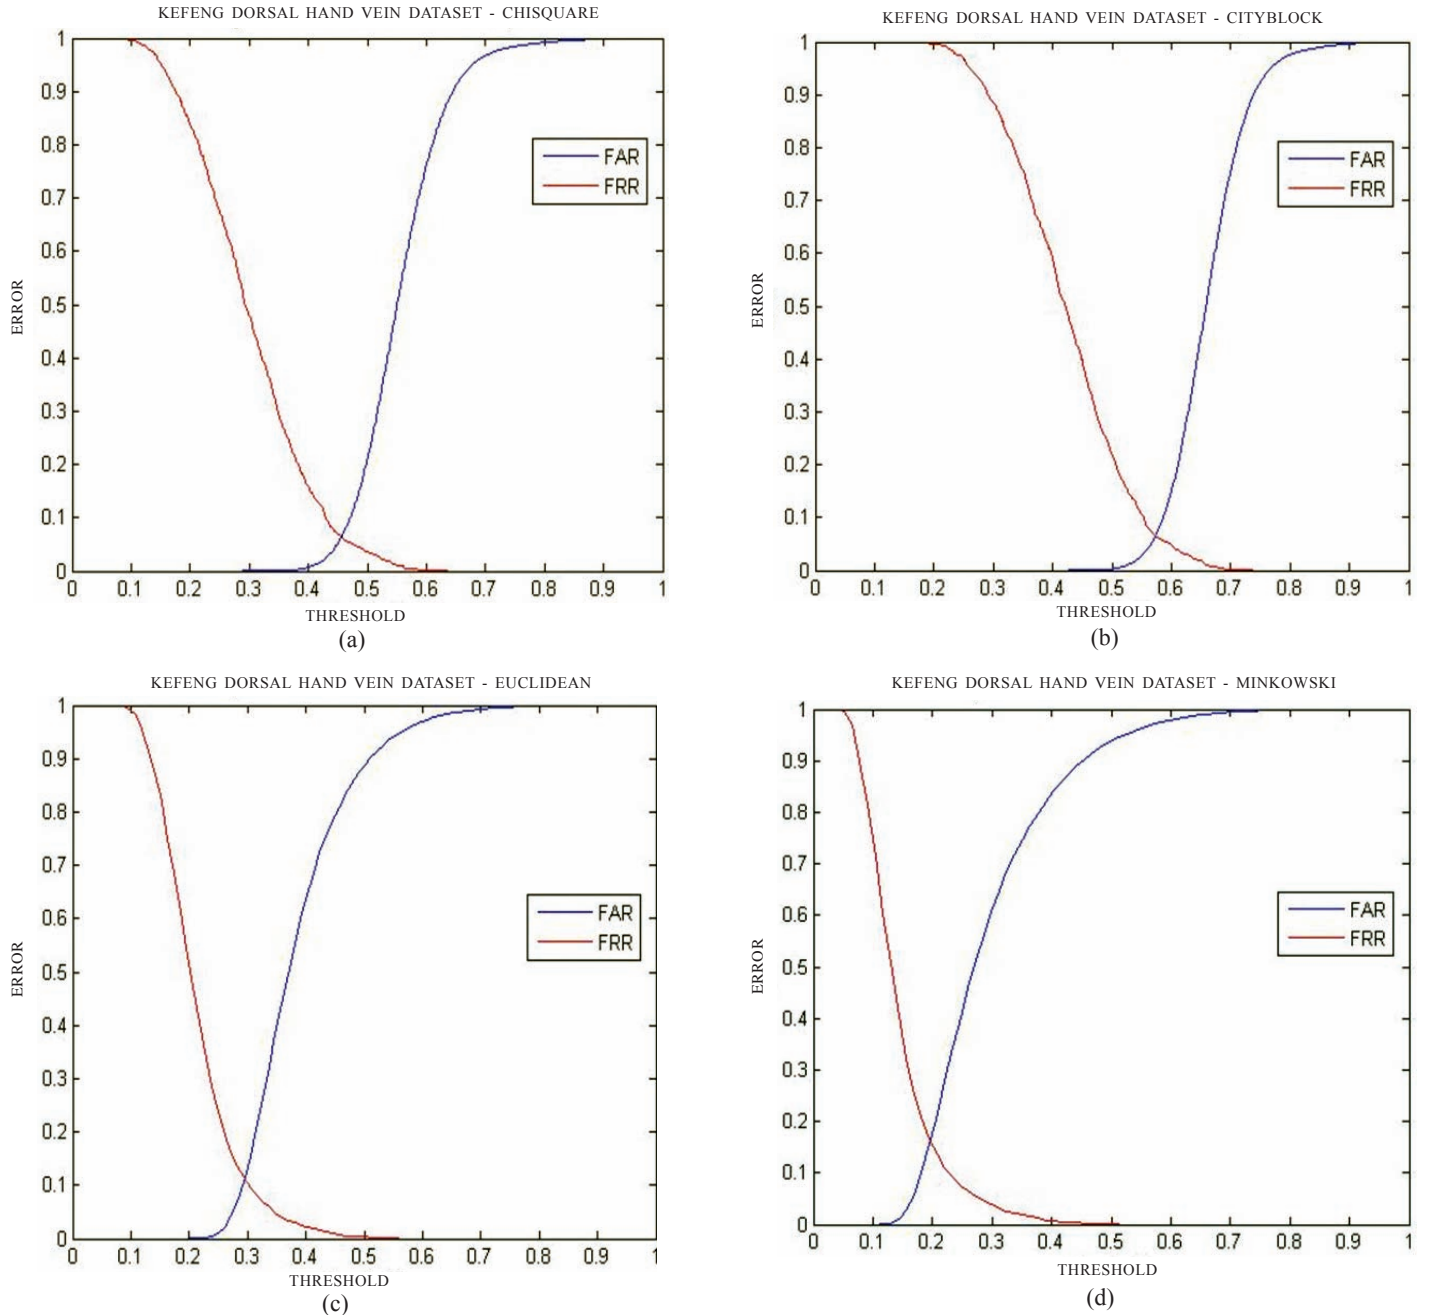 KEFENG DORSAL HAND VEIN DATASET - CHISQUARE
1
0.9
0.8
0.7
0.6
0.5
0.4
0.3
0.2
0.1
0
ERROR
FAR
FRR
0 0.1 0.2 0.3 0.4 0.5 0.6 0.7 0.8 0.9 1
THRESHOLD
(a)
KEFENG DORSAL HAND VEIN DATASET - CITYBLOCK
1
0.9
0.8
0.7
0.6
0.5
0.4
0.3
0.2
0.1
0
ERROR
FAR
FRR
0 0.1 0.2 0.3 0.4 0.5 0.6 0.7 0.8 0.9 1
THRESHOLD
(b)
KEFENG DORSAL HAND VEIN DATASET - EUCLIDEAN
1
0.9
0.8
0.7
0.6
0.5
0.4
0.3
0.2
0.1
0
ERROR
FAR
FRR
0 0.1 0.2 0.3 0.4 0.5 0.6 0.7 0.8 0.9 1
THRESHOLD
(c)
KEFENG DORSAL HAND VEIN DATASET - MINKOWSKI
1
0.9
0.8
0.7
0.6
0.5
0.4
0.3
0.2
0.1
0
ERROR
FAR
FRR
0 0.1 0.2 0.3 0.4 0.5 0.6 0.7 0.8 0.9 1
THRESHOLD
(d)